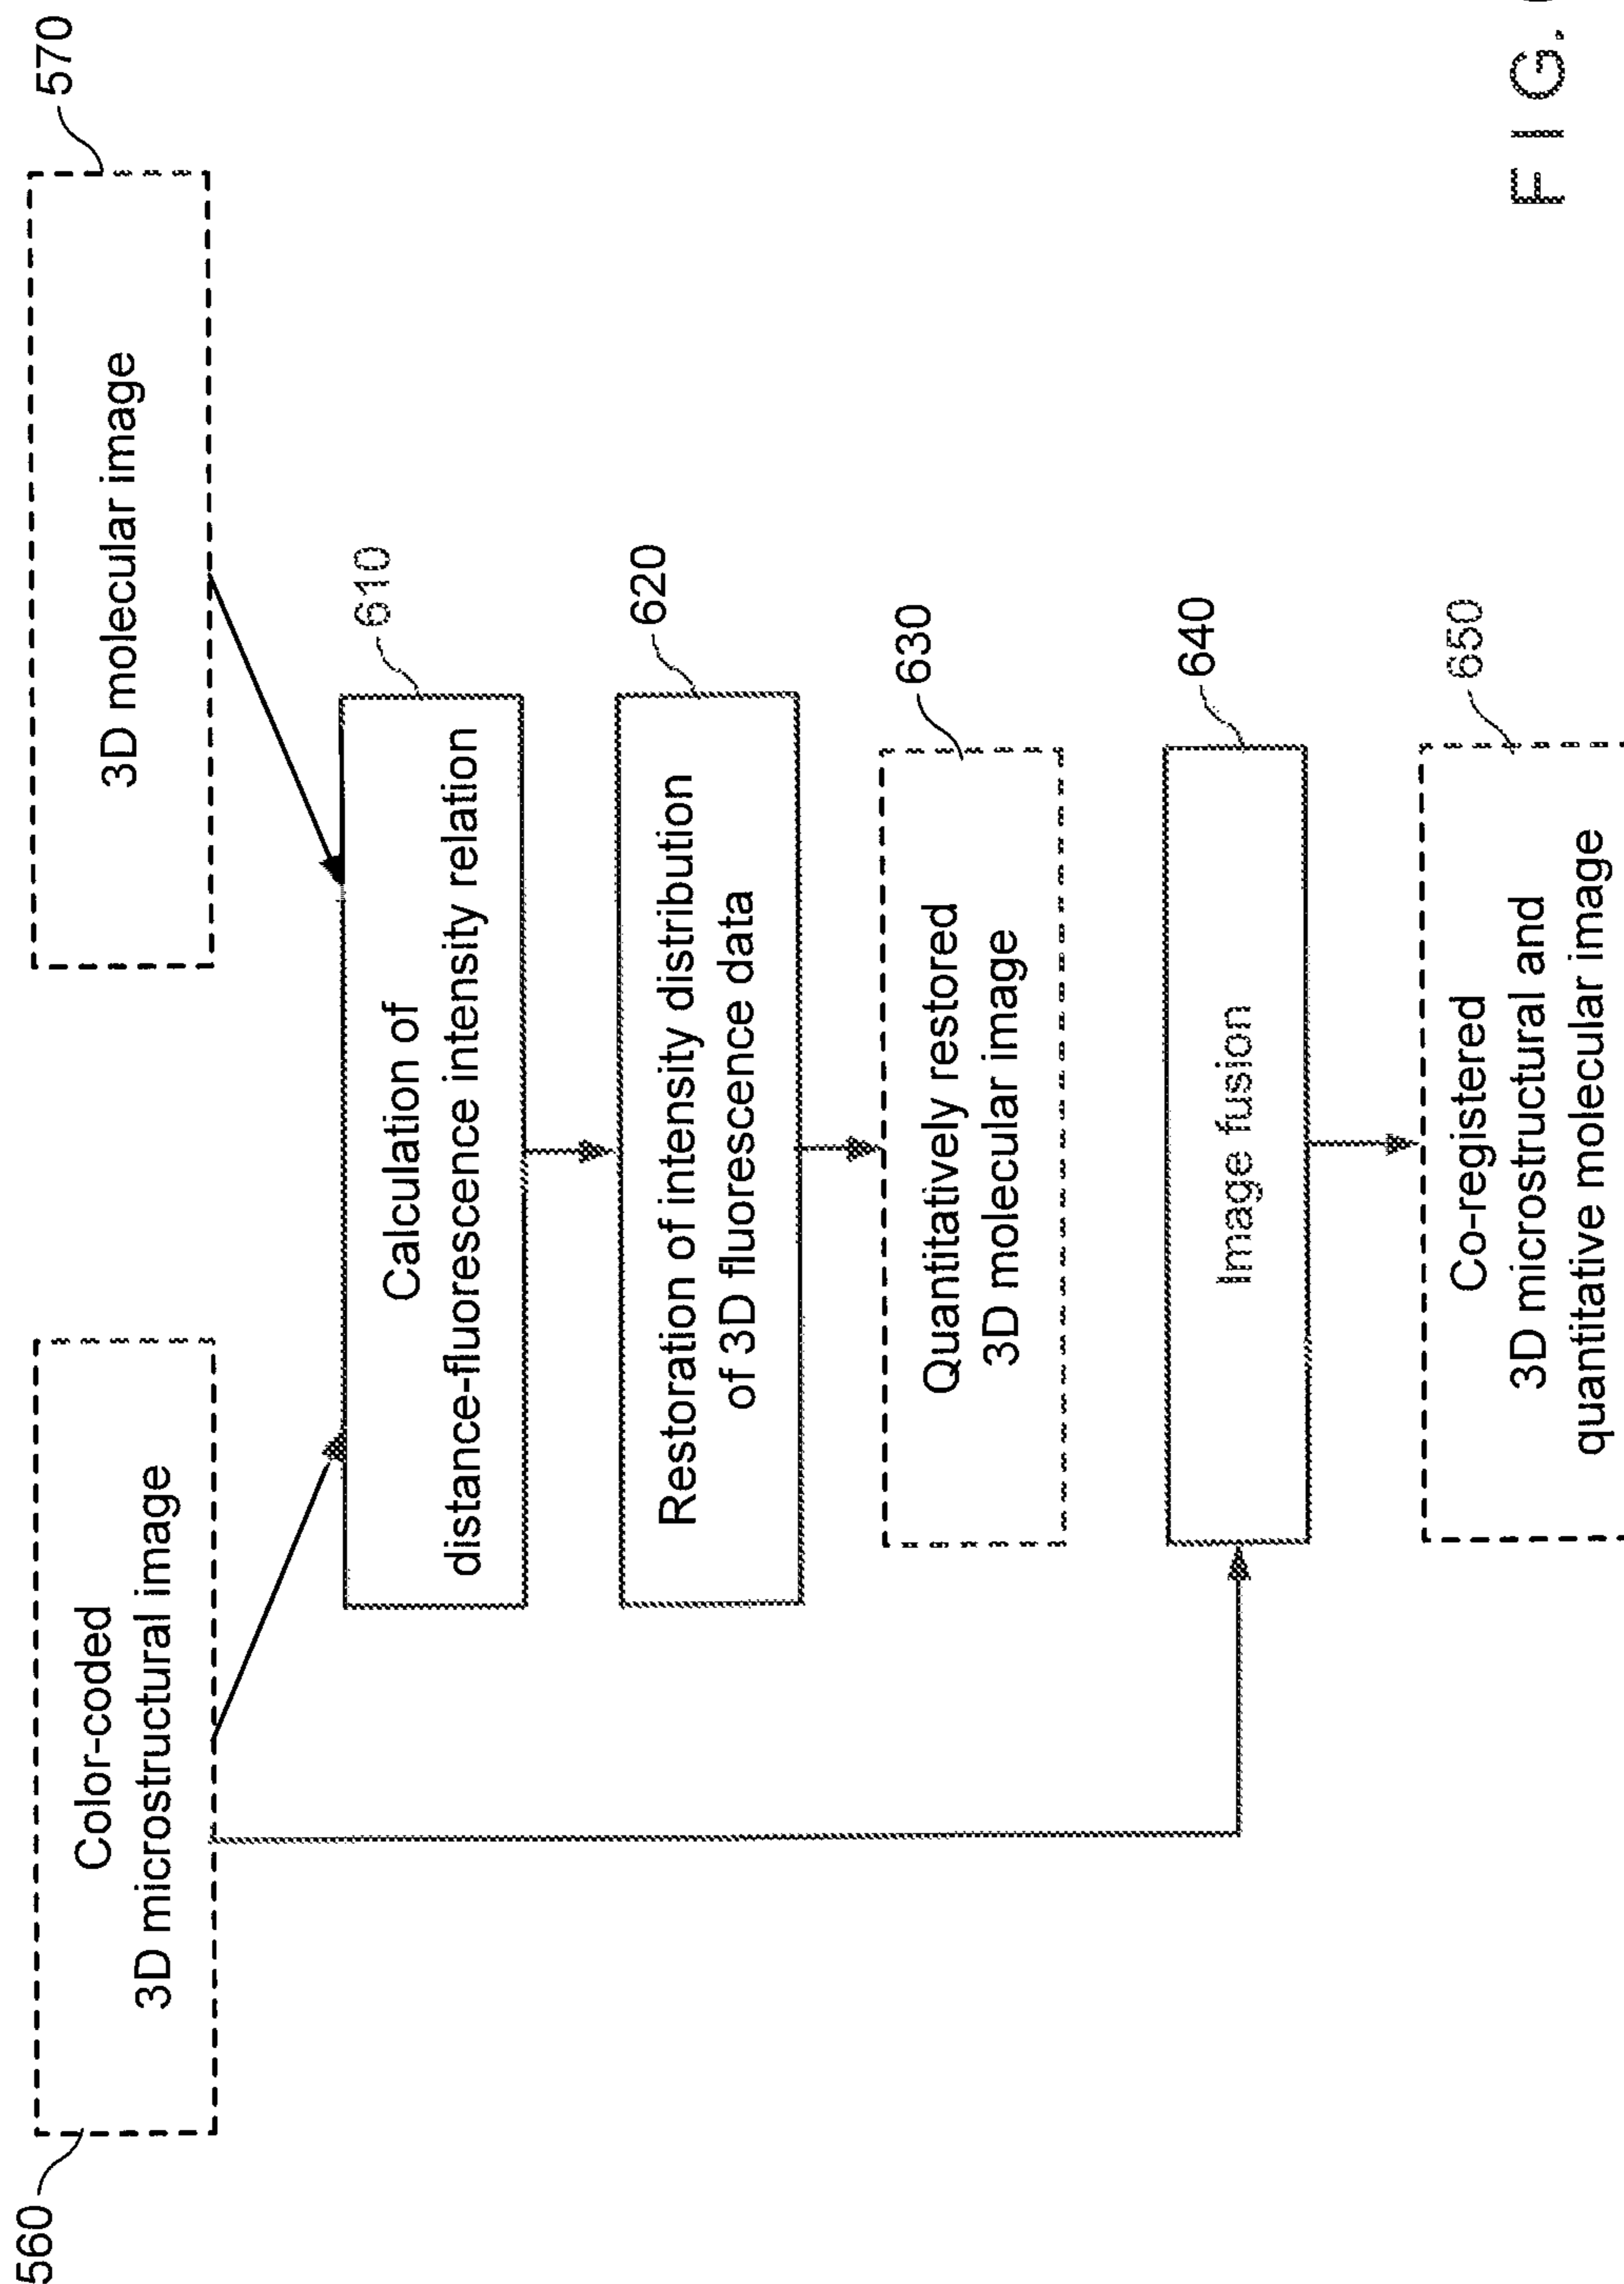 560
Color-coded
3D microstructural image
570
3D molecular image
610
Calculation of
distance-fluorescence intensity relation
620
Restoration of intensity distribution
of 3D fluorescence data
630
Quantitatively restored
3D molecular image
640
Image fusion
650
Co-registered
3D microstructural and
quantitative molecular image
FIG.